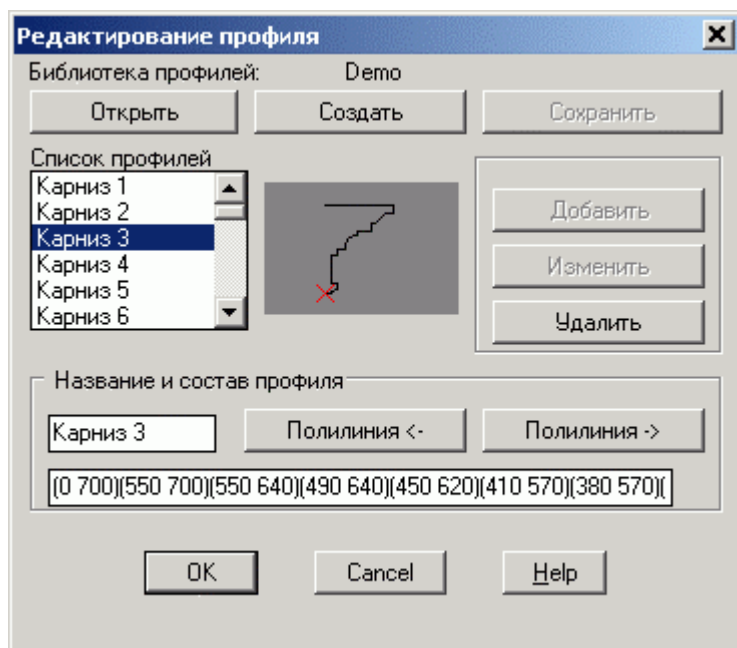 Редактирование профиля
Библиотека профилей: Demo
Открыть Создать Сохранить
Список профилей
Карниз 1
Карниз 2
Карниз 3
Карниз 4
Карниз 5
Карниз 6
Добавить
Изменить
Удалить
Название и состав профиля
Карниз 3 Полилиния <- Полилиния ->
(0 700)(550 700)(550 640)(490 640)(450 620)(410 570)(380 570)(
OK Cancel Help